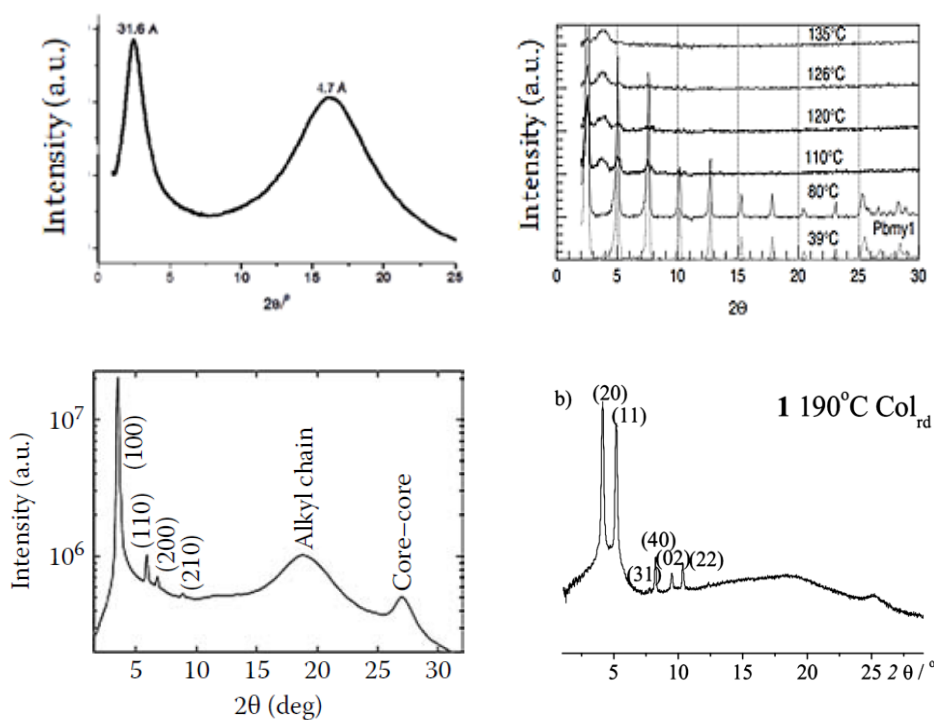 31.6 A
4.7 A
Intensity (a.u.)
0 5 10 15 20 25
2θ/°
135°C
126°C
120°C
110°C
80°C
Pbmy1
39°C
Intensity (a.u.)
0 5 10 15 20 25 30
2θ
10⁷
10⁶
Intensity (a.u.)
(100)
(110)
(200)
(210)
Alkyl chain
Core–core
5 10 15 20 25 30
2θ (deg)
b)
1 190°C Col_rd
(20)
(11)
(31)
(40)
(02)
(22)
5 10 15 20 25 2 θ / °